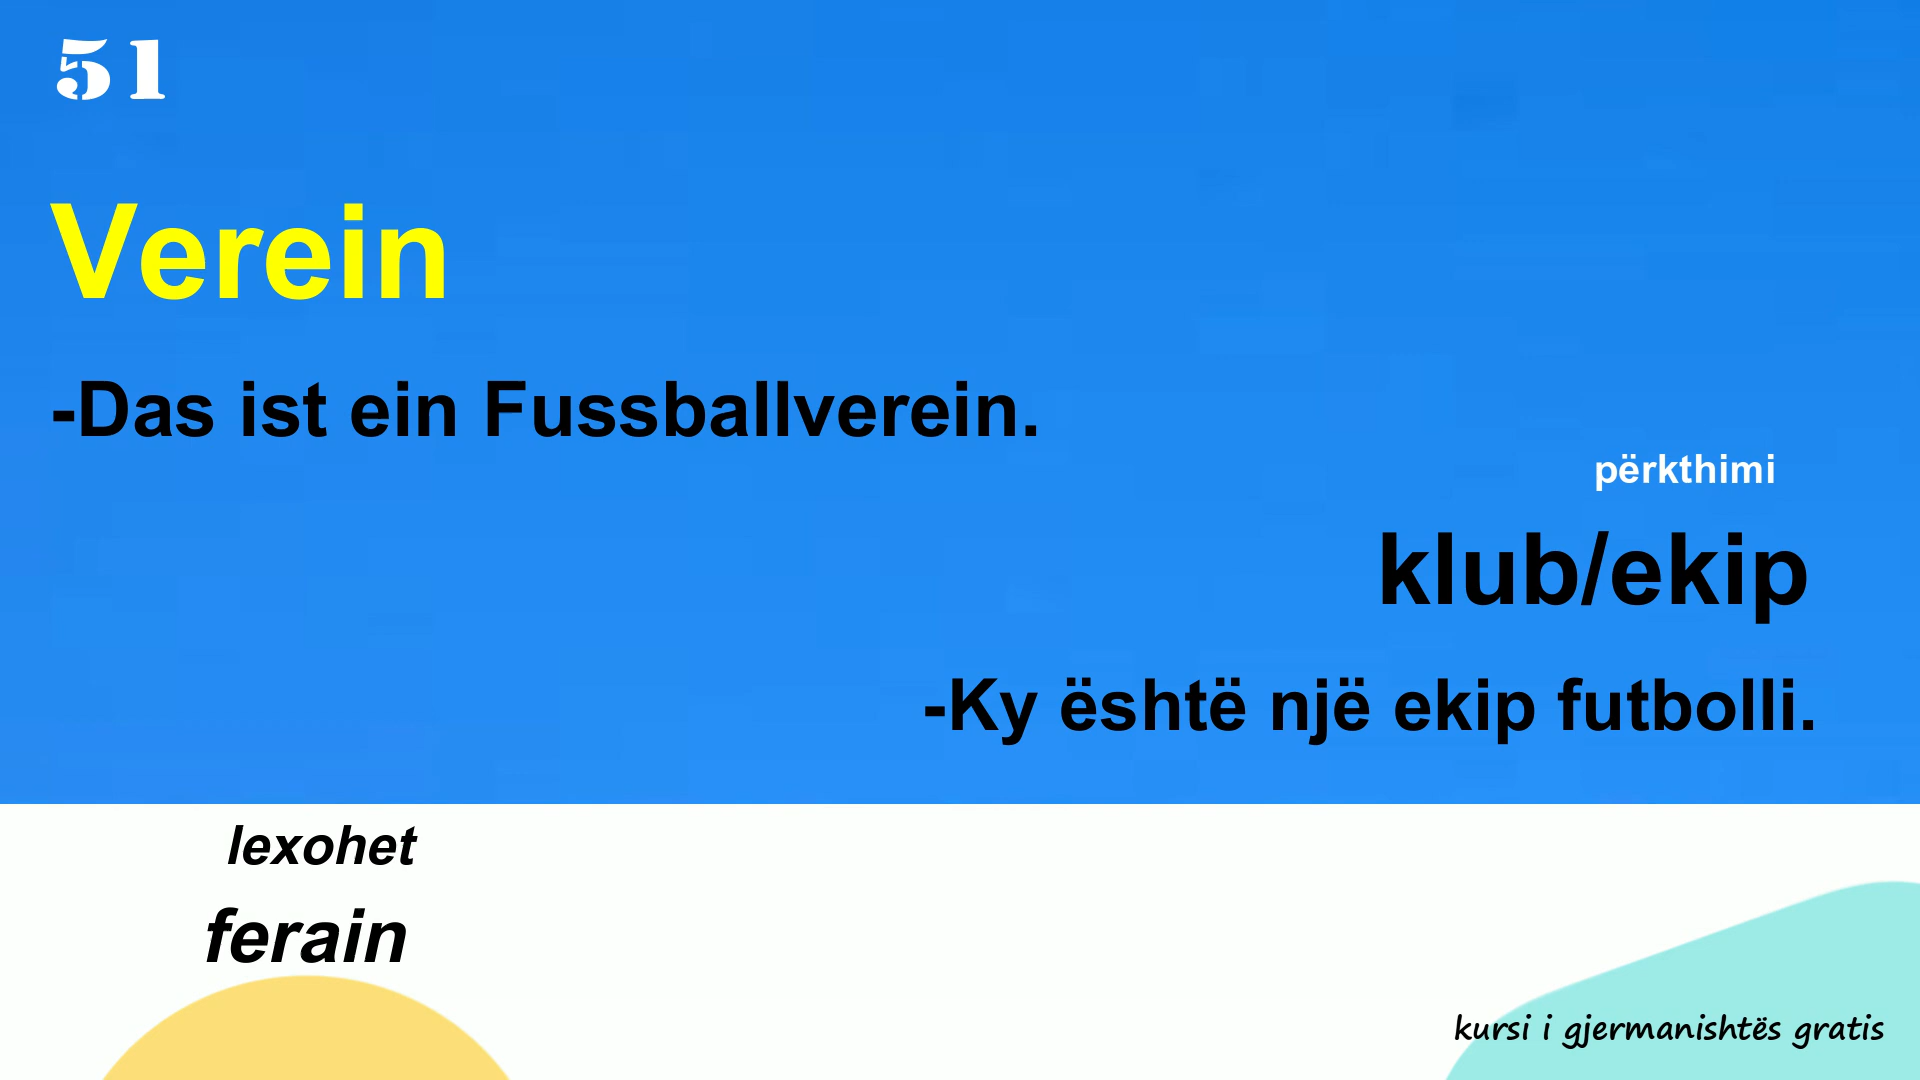 51
Verein
-Das ist ein Fussballverein.
përkthimi
klub/ekip
-Ky është një ekip futbolli.
lexohet
ferain
kursi i gjermanishtës gratis